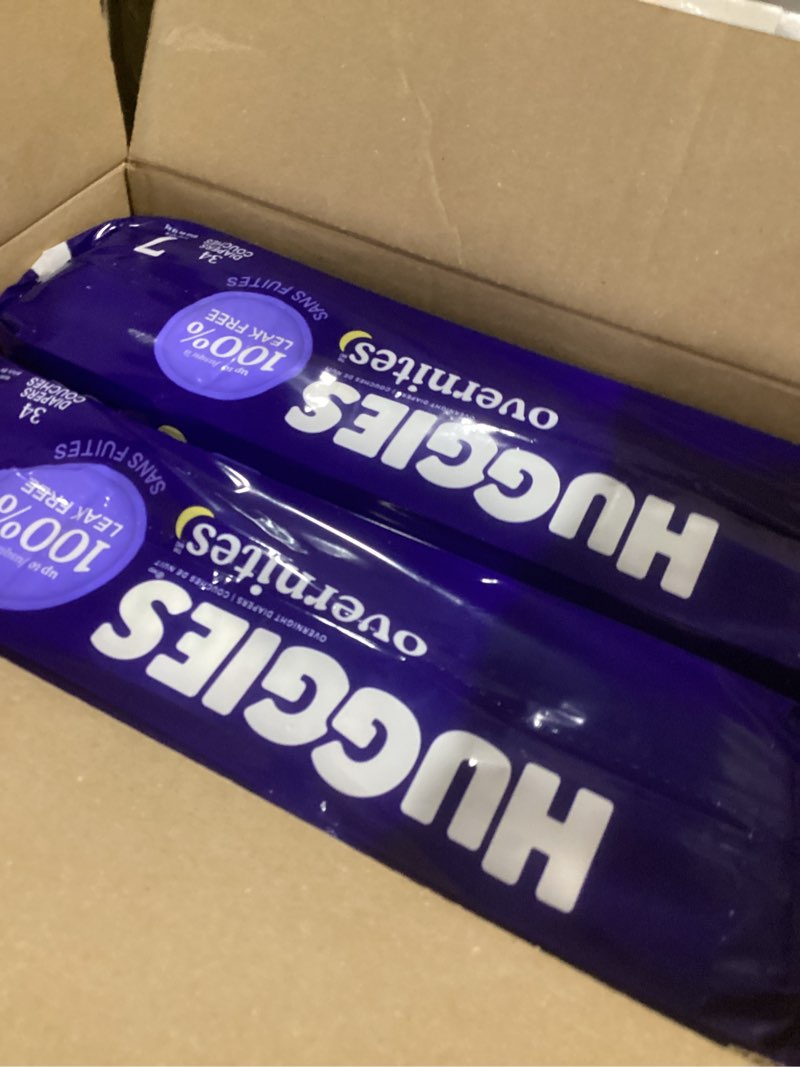 HUGGIES
OVERNIGHT DIAPERS | COUCHES DE NUIT
overnites
up to / jusqu'à
100%
LEAK FREE
SANS FUITES
34
DIAPERS
COUCHES
7
HUGGIES
OVERNIGHT DIAPERS | COUCHES DE NUIT
overnites
up to / jusqu'à
100%
LEAK FREE
SANS FUITES
34
DIAPERS
COUCHES